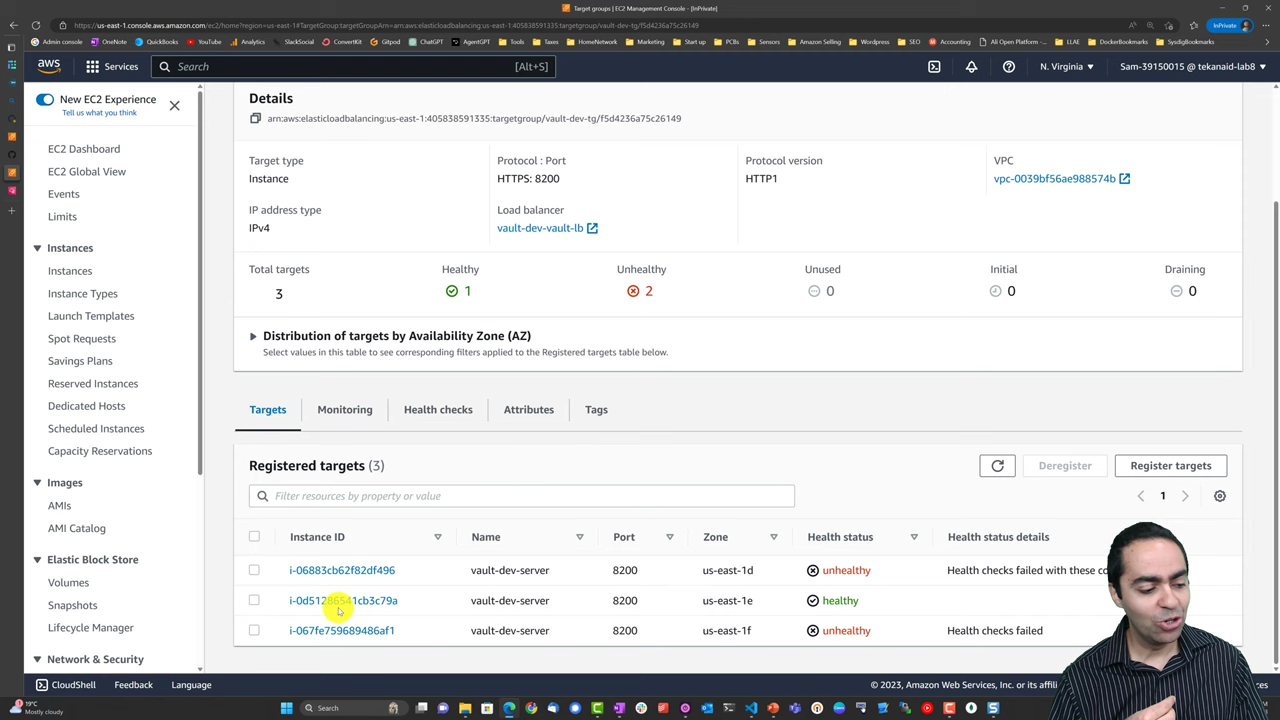 Target groups | EC2 Management Console — [InPrivate]
https://us-east-1.console.aws.amazon.com/ec2/home?region=us-east-1#TargetGroup:targetGroupArn=arn:aws:elasticloadbalancing:us-east-1:405838591335:targetgroup/vault-dev-tg/f5d4236a75c26149
InPrivate
Admin console OneNote QuickBooks YouTube Analytics SlackSocial ConvertKit Gitpod ChatGPT AgentGPT Tools Taxes HomeNetwork Marketing Start up PCBs Sensors Amazon Selling Wordpress SEO Accounting Ali Open Platform -... LLAE DockerBookmarks SysdigBookmarks
aws Services Search [Alt+S] N. Virginia Sam-39150015 @ tekanaid-lab8
New EC2 Experience
Tell us what you think
EC2 Dashboard
EC2 Global View
Events
Limits
Instances
Instances
Instance Types
Launch Templates
Spot Requests
Savings Plans
Reserved Instances
Dedicated Hosts
Scheduled Instances
Capacity Reservations
Images
AMIs
AMI Catalog
Elastic Block Store
Volumes
Snapshots
Lifecycle Manager
Network & Security
Details
arn:aws:elasticloadbalancing:us-east-1:405838591335:targetgroup/vault-dev-tg/f5d4236a75c26149
Target type Protocol : Port Protocol version VPC
Instance HTTPS: 8200 HTTP1 vpc-0039bf56ae988574b
IP address type Load balancer
IPv4 vault-dev-vault-lb
Total targets Healthy Unhealthy Unused Initial Draining
3 1 2 0 0 0
Distribution of targets by Availability Zone (AZ)
Select values in this table to see corresponding filters applied to the Registered targets table below.
Targets Monitoring Health checks Attributes Tags
Registered targets (3) Deregister Register targets
Filter resources by property or value 1
Instance ID Name Port Zone Health status Health status details
i-06883cb62f82df496 vault-dev-server 8200 us-east-1d unhealthy Health checks failed with these co
i-0d51286541cb3c79a vault-dev-server 8200 us-east-1e healthy
i-067fe759689486af1 vault-dev-server 8200 us-east-1f unhealthy Health checks failed
CloudShell Feedback Language © 2023, Amazon Web Services, Inc. or its affil
19°C
Mostly cloudy
Search